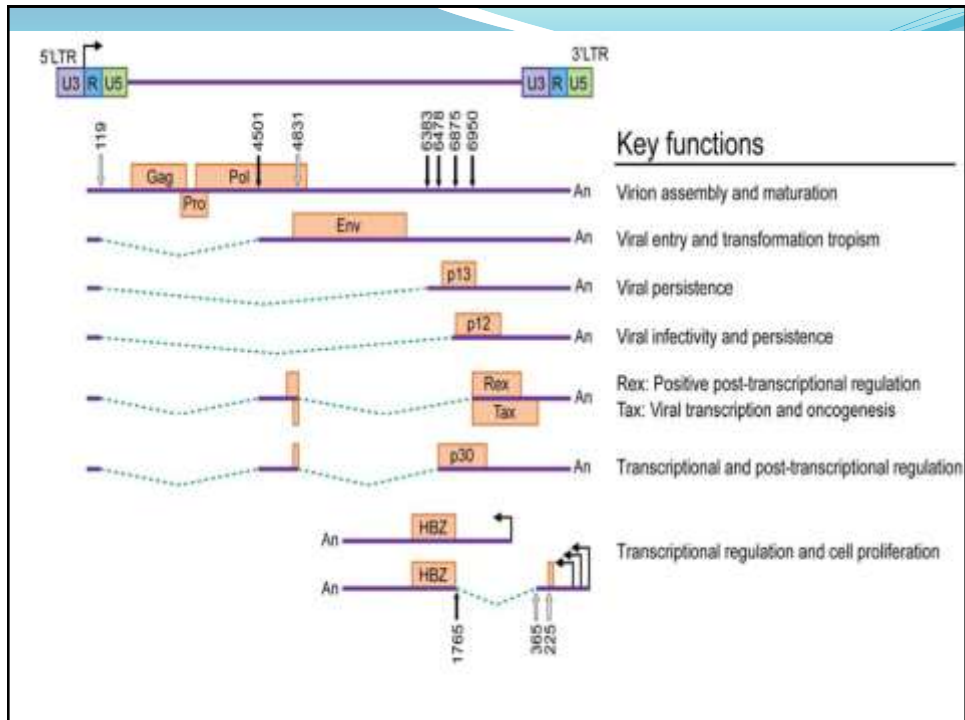 5'LTR
3'LTR
U3 R U5
U3 R U5
119
4501
4831
6383
6478
6875
6950
Key functions
Gag
Pol
Pro
An
Virion assembly and maturation
Env
An
Viral entry and transformation tropism
p13
An
Viral persistence
p12
An
Viral infectivity and persistence
Rex
Tax
An
Rex: Positive post-transcriptional regulation
Tax: Viral transcription and oncogenesis
p30
An
Transcriptional and post-transcriptional regulation
An
HBZ
Transcriptional regulation and cell proliferation
An
HBZ
1765
365
225